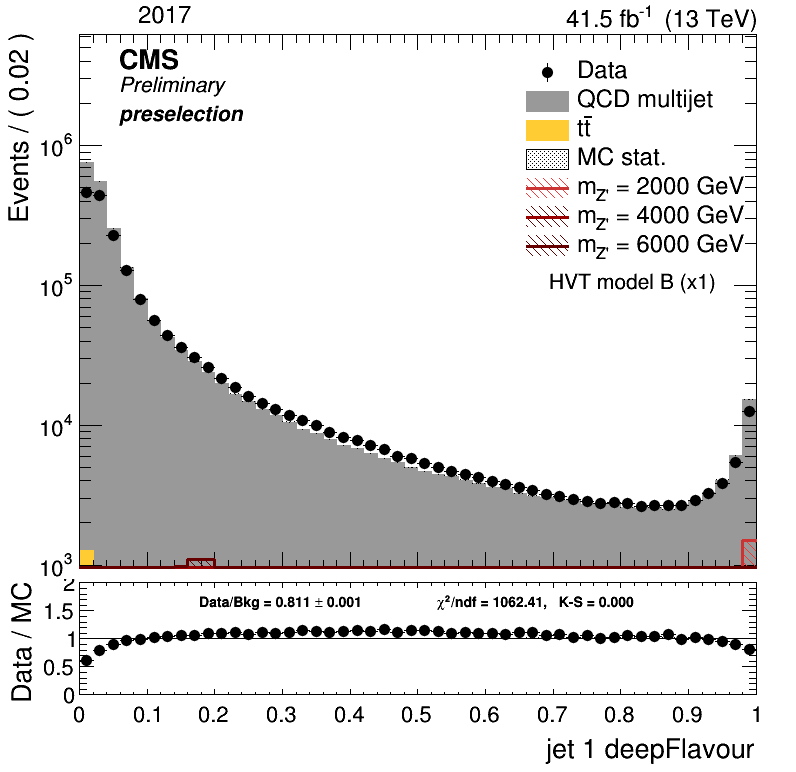 2017
41.5 fb⁻¹ (13 TeV)
CMS
Preliminary
preselection
Data
QCD multijet
tt̄
MC stat.
m_Z' = 2000 GeV
m_Z' = 4000 GeV
m_Z' = 6000 GeV
HVT model B (x1)
Events / ( 0.02 )
10⁶
10⁵
10⁴
10³
Data/Bkg = 0.811 ± 0.001
χ²/ndf = 1062.41, K-S = 0.000
Data / MC
2
1.5
1
0.5
0
0 0.1 0.2 0.3 0.4 0.5 0.6 0.7 0.8 0.9 1
jet 1 deepFlavour